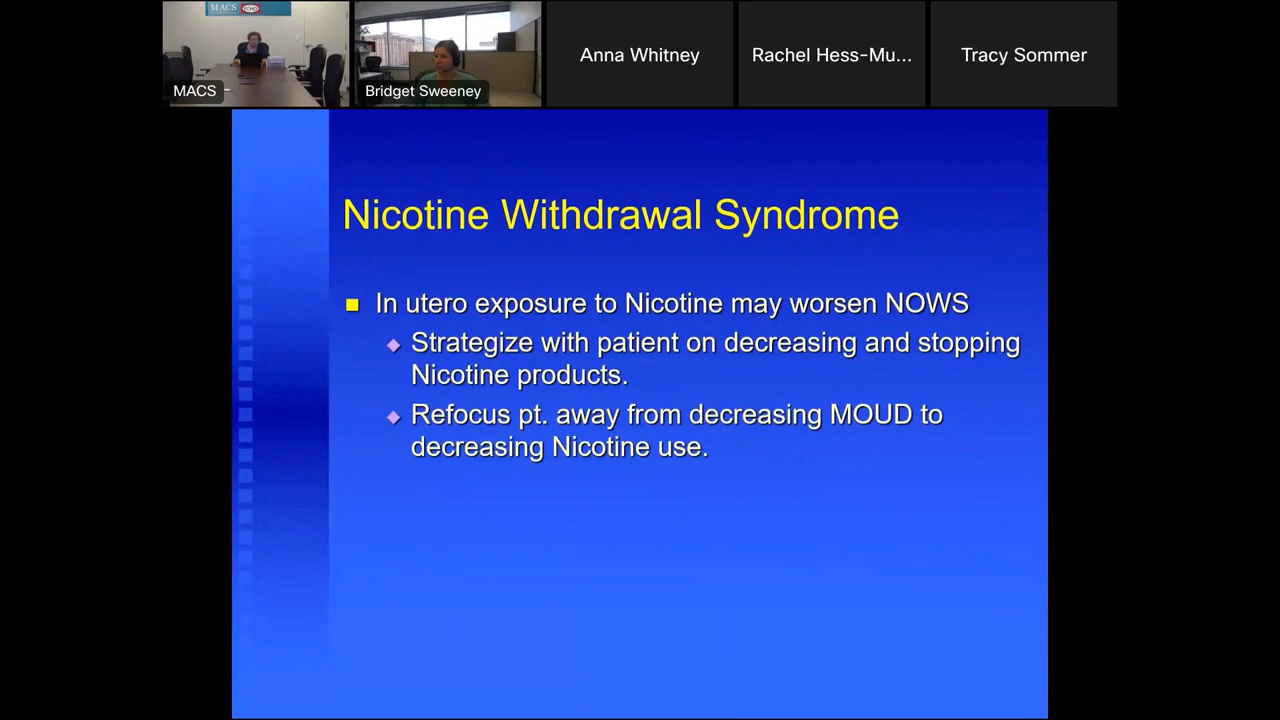 MACS ECHO
MACS
Bridget Sweeney
Anna Whitney
Rachel Hess-Mu...
Tracy Sommer
Nicotine Withdrawal Syndrome
In utero exposure to Nicotine may worsen NOWS
Strategize with patient on decreasing and stopping
Nicotine products.
Refocus pt. away from decreasing MOUD to
decreasing Nicotine use.